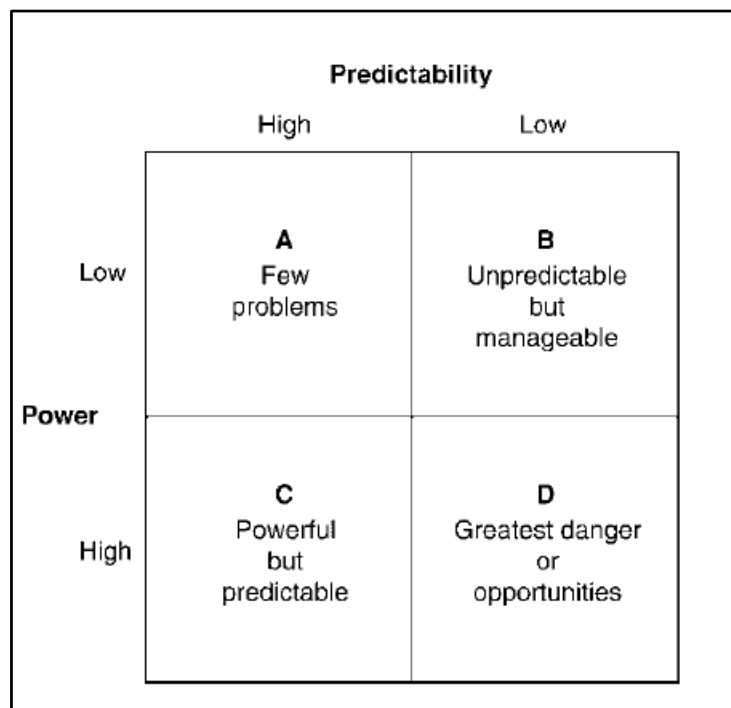 Predictability
High Low
A
Few
problems
B
Unpredictable
but
manageable
Low
Power
C
Powerful
but
predictable
D
Greatest danger
or
opportunities
High